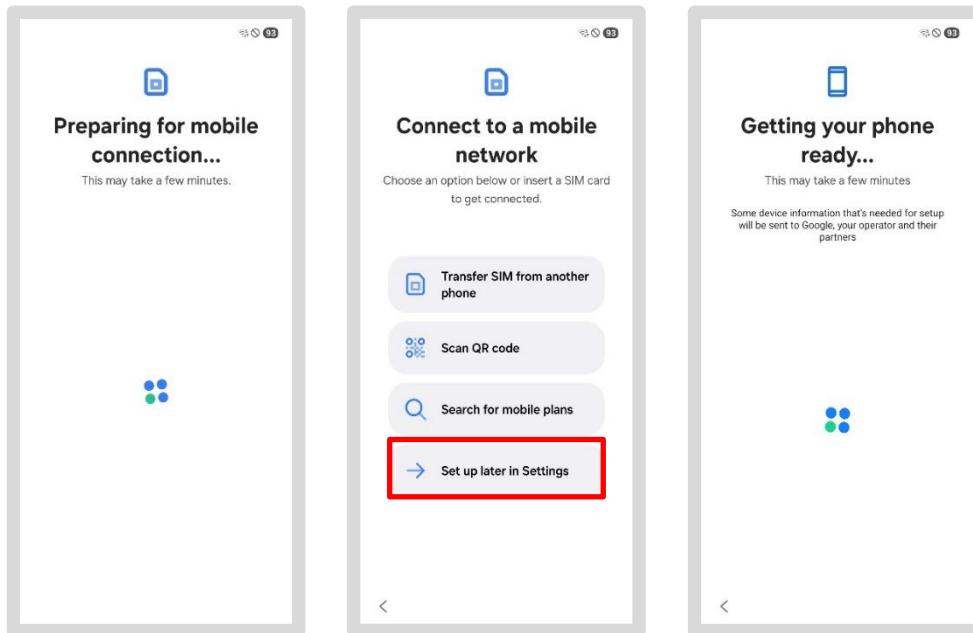 93
Preparing for mobile
connection...
This may take a few minutes.
93
Connect to a mobile
network
Choose an option below or insert a SIM card
to get connected.
Transfer SIM from another
phone
Scan QR code
Search for mobile plans
Set up later in Settings
93
Getting your phone
ready...
This may take a few minutes
Some device information that's needed for setup
will be sent to Google, your operator and their
partners